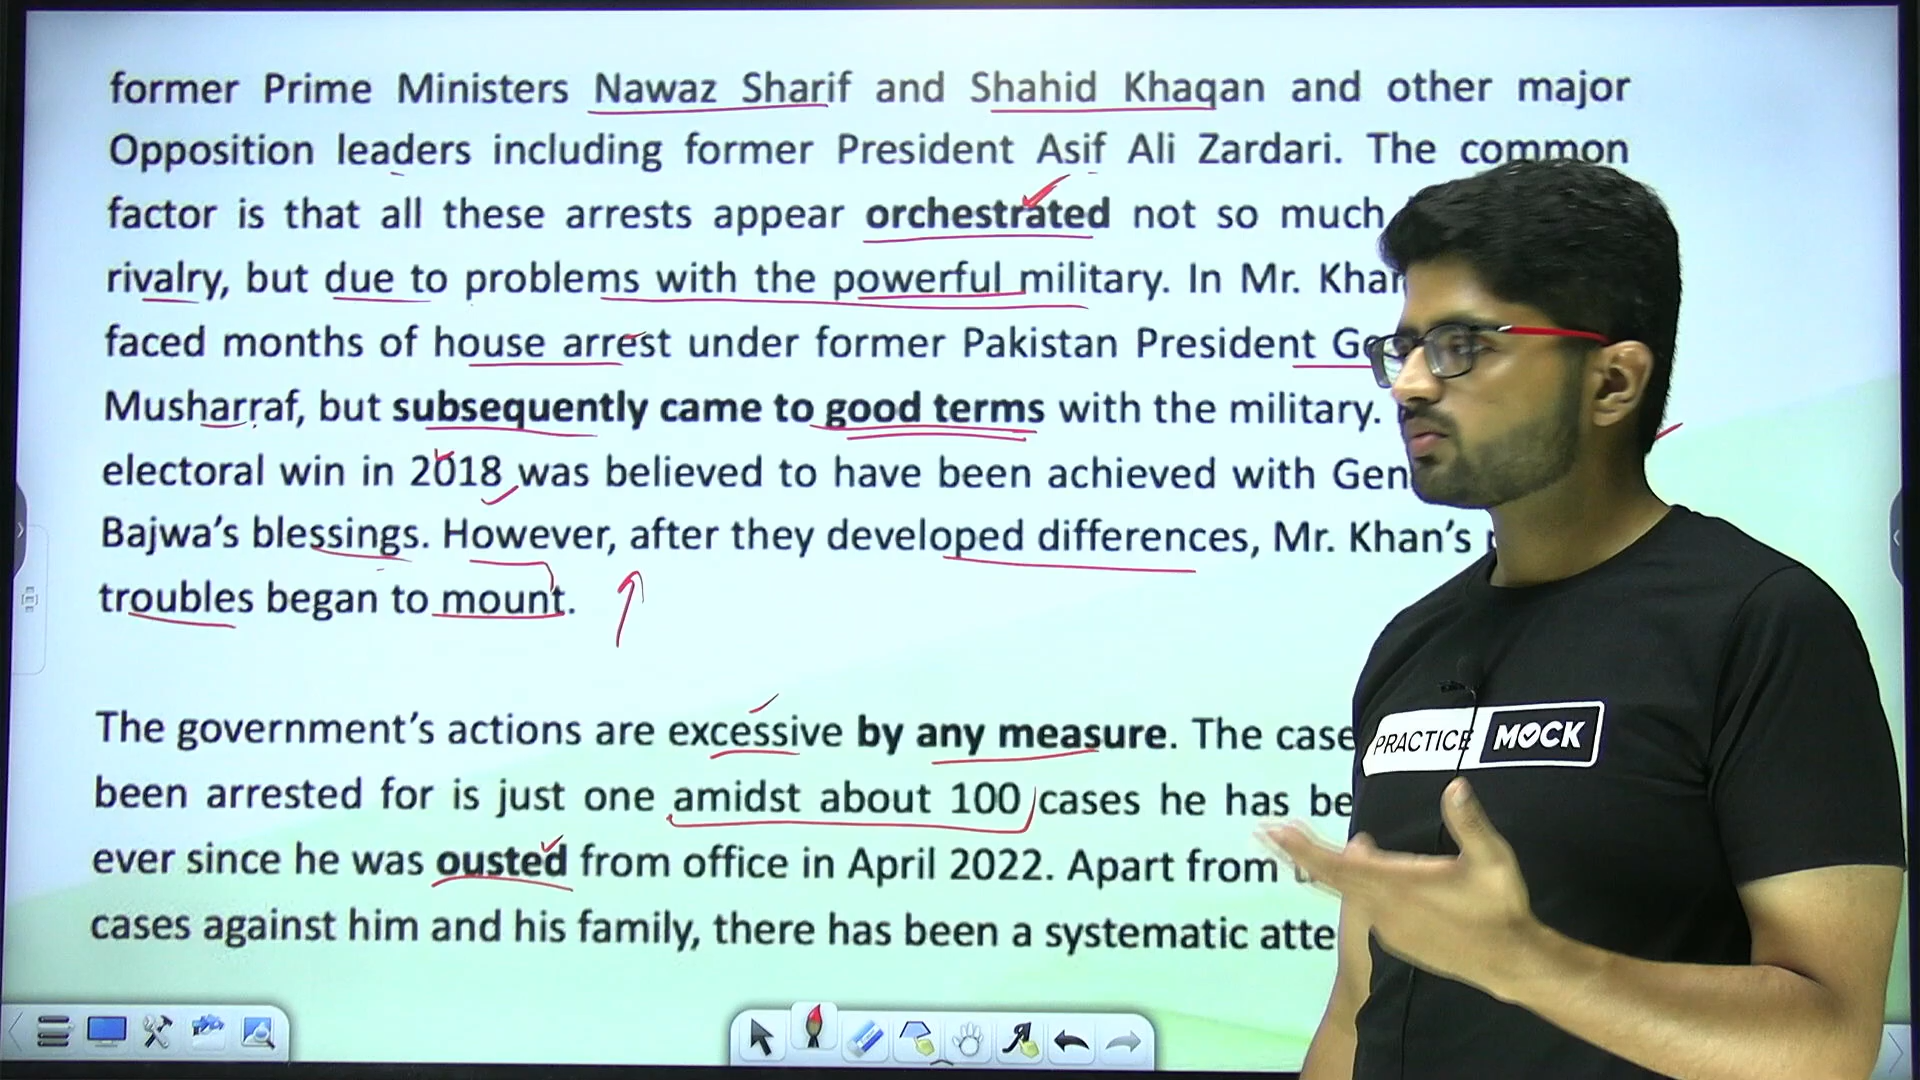 former Prime Ministers Nawaz Sharif and Shahid Khaqan and other major
Opposition leaders including former President Asif Ali Zardari. The common
factor is that all these arrests appear orchestrated not so much
rivalry, but due to problems with the powerful military. In Mr. Khan
faced months of house arrest under former Pakistan President Ge
Musharraf, but subsequently came to good terms with the military.
electoral win in 2018 was believed to have been achieved with Gen
Bajwa’s blessings. However, after they developed differences, Mr. Khan’s
troubles began to mount.
The government’s actions are excessive by any measure. The case
been arrested for is just one amidst about 100 cases he has be
ever since he was ousted from office in April 2022. Apart from
cases against him and his family, there has been a systematic atte
PRACTICE MOCK